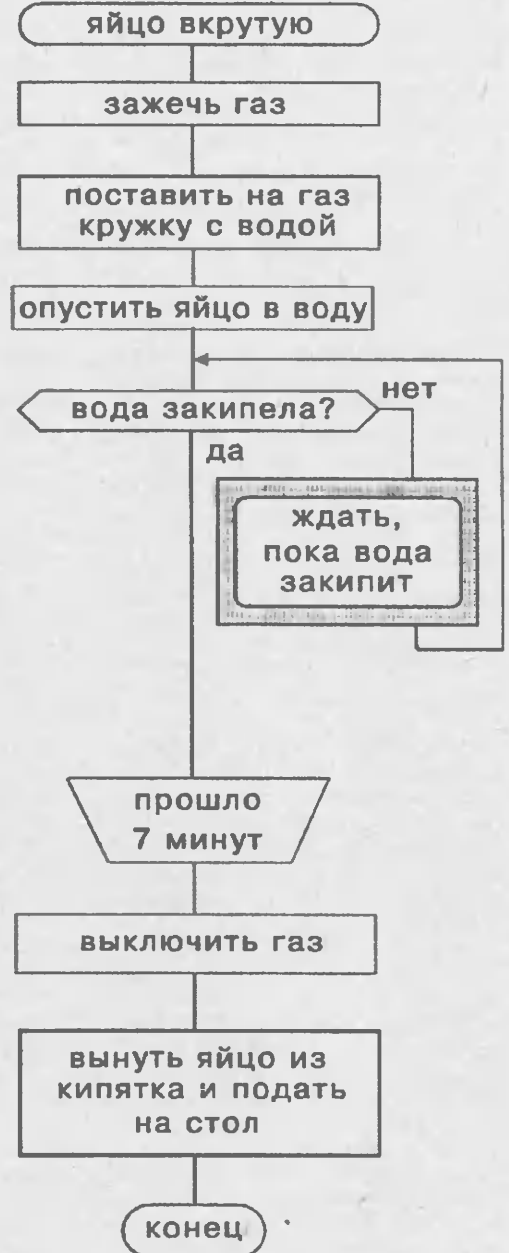 яйцо вкрутую
зажечь газ
поставить на газ
кружку с водой
опустить яйцо в воду
вода закипела?
нет
да
ждать,
пока вода
закипит
прошло
7 минут
выключить газ
вынуть яйцо из
кипятка и подать
на стол
конец